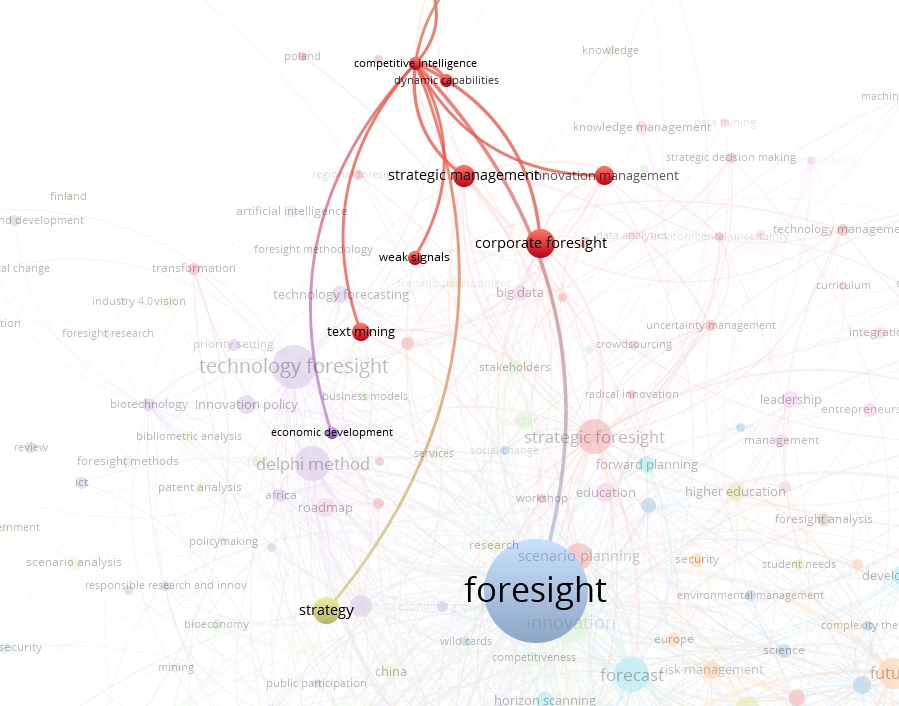 knowledge
poland
competitive intelligence
dynamic capabilities
machin
knowledge management
data mining
strategic decision making
strategic management
innovation management
finland
artificial intelligence
nd development
corporate foresight
data analytics
environmental uncertainty
technology manageme
foresight methodology
weak signals
al change
transformation
scenario development
curriculum
technology forecasting
big data
industry 4.0
vision
tion
foresight research
text mining
uncertainty management
integratio
priority setting
crowdsourcing
technology foresight
stakeholders
business models
radical innovation
leadership
biotechnology
innovation policy
entrepreneurs
economic development
bibliometric analysis
strategic foresight
management
review
services
social change
foresight methods
delphi method
forward planning
ict
patent analysis
africa
workshop
education
higher education
roadmap
foresight analysis
ernment
policymaking
research
scenario planning
security
student needs
scenario analysis
develo
responsible research and innov
foresight
environmental management
strategy
economic growth
bioeconomy
innovation
complexity the
wild cards
europe
security
science
competitiveness
mining
china
forecast
risk management
futu
public participation
horizon scanning